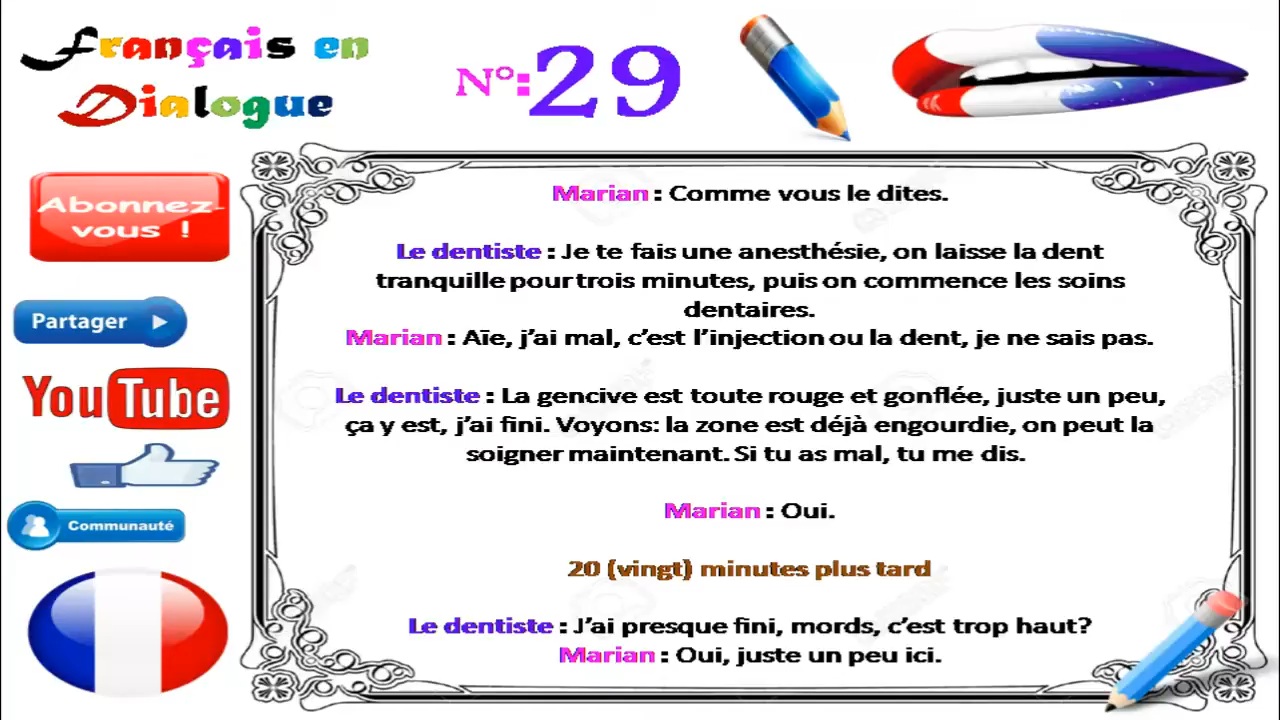 Français en
Dialogue
N°:29
Abonnez-
vous !
Partager
YouTube
Communauté
Marian : Comme vous le dites.
Le dentiste : Je te fais une anesthésie, on laisse la dent
tranquille pour trois minutes, puis on commence les soins
dentaires.
Marian : Aïe, j’ai mal, c’est l’injection ou la dent, je ne sais pas.
Le dentiste : La gencive est toute rouge et gonflée, juste un peu,
ça y est, j’ai fini. Voyons: la zone est déjà engourdie, on peut la
soigner maintenant. Si tu as mal, tu me dis.
Marian : Oui.
20 (vingt) minutes plus tard
Le dentiste : J’ai presque fini, mords, c’est trop haut?
Marian : Oui, juste un peu ici.